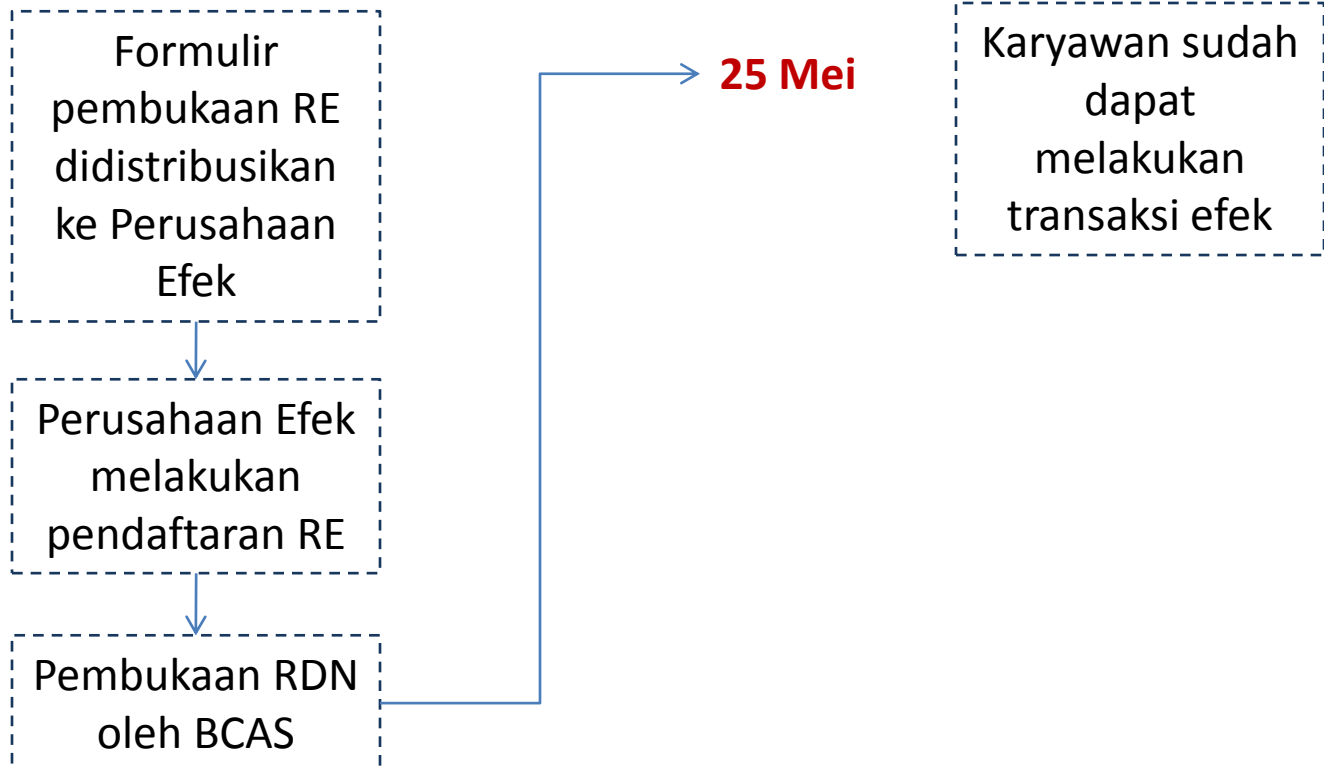 Formulir
pembukaan RE
didistribusikan
ke Perusahaan
Efek
Perusahaan Efek
melakukan
pendaftaran RE
Pembukaan RDN
oleh BCAS
25 Mei
Karyawan sudah
dapat
melakukan
transaksi efek